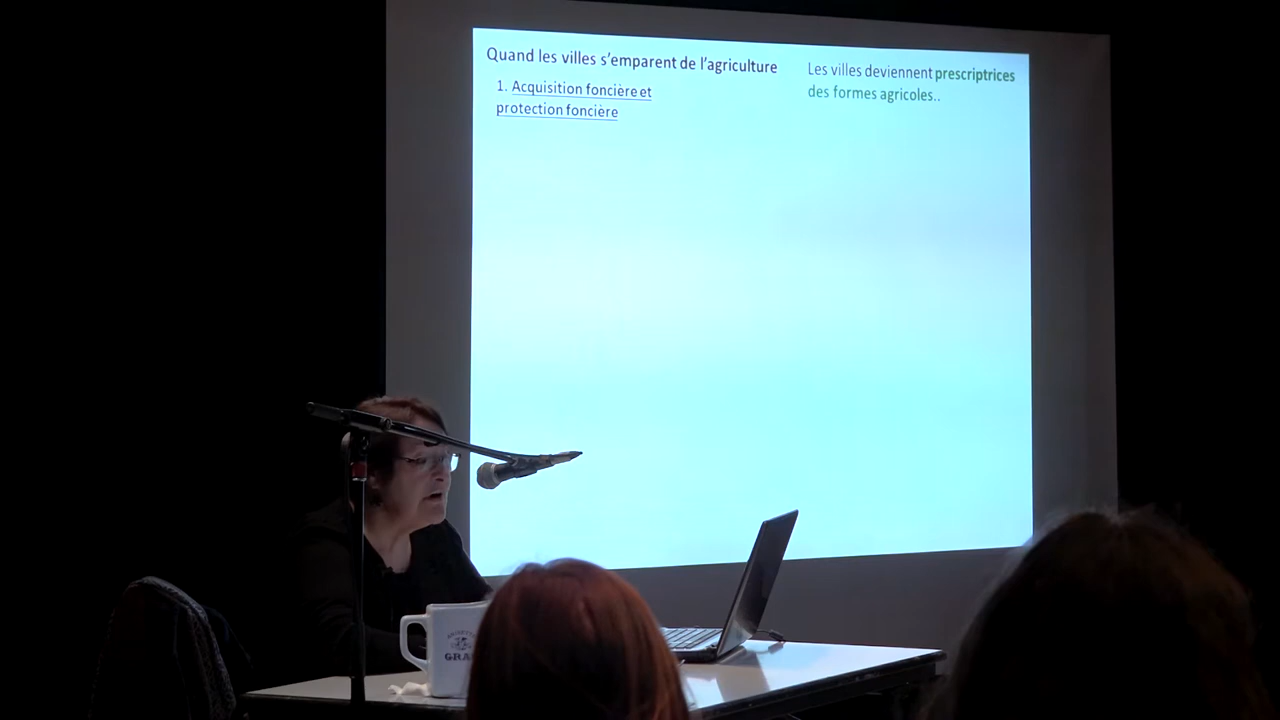 Quand les villes s'emparent de l'agriculture
1. Acquisition foncière et
protection foncière
Les villes deviennent prescriptrices
des formes agricoles..